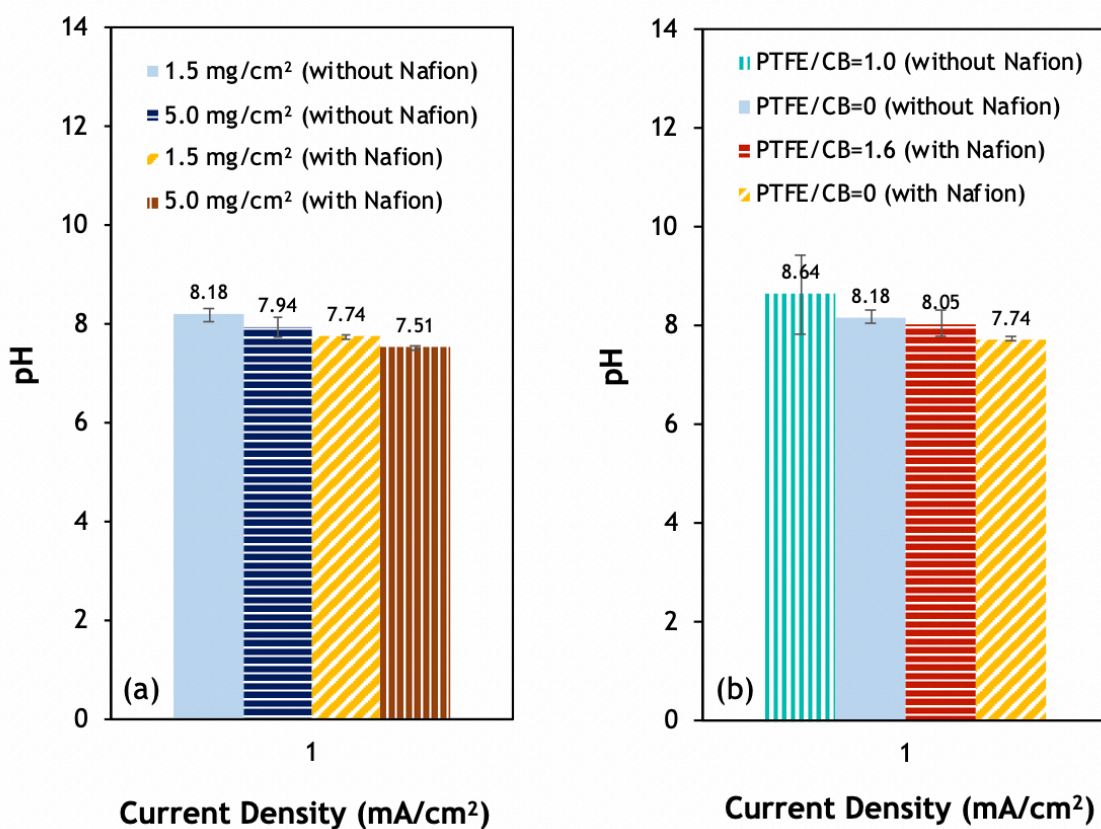 14
12
10
8
6
4
2
0
pH
1.5 mg/cm² (without Nafion)
5.0 mg/cm² (without Nafion)
1.5 mg/cm² (with Nafion)
5.0 mg/cm² (with Nafion)
8.18
7.94
7.74
7.51
(a)
1
Current Density (mA/cm²)
14
12
10
8
6
4
2
0
pH
PTFE/CB=1.0 (without Nafion)
PTFE/CB=0 (without Nafion)
PTFE/CB=1.6 (with Nafion)
PTFE/CB=0 (with Nafion)
8.64
8.18
8.05
7.74
(b)
1
Current Density (mA/cm²)